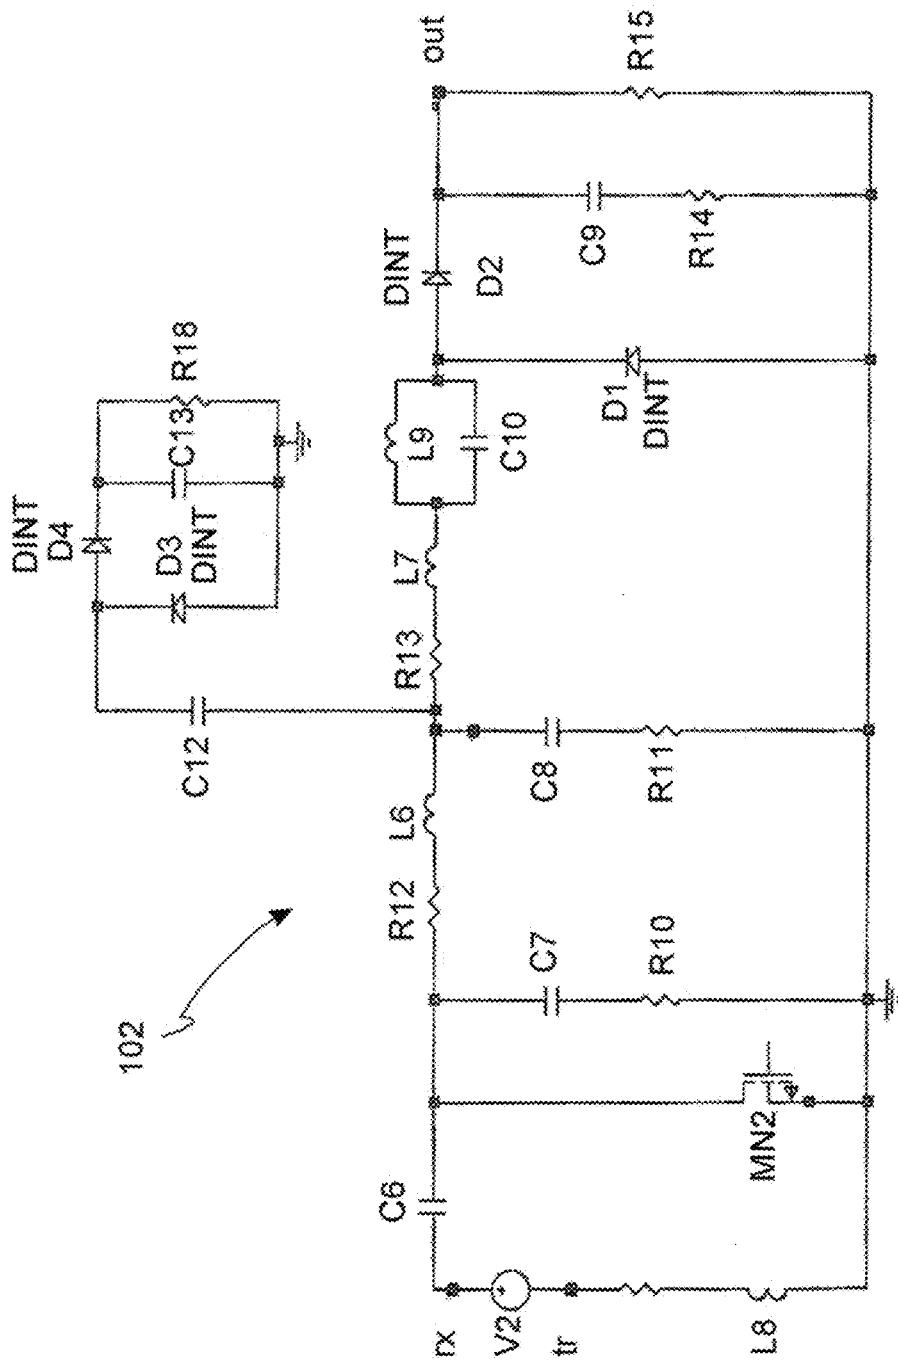 102
DINT
D4
D3
DINT
C13
R18
C12
rx
V2
tr
L8
C6
MN2
C7
R10
R12
L6
C8
R11
R13
L7
L9
C10
D1
DINT
DINT
D2
C9
R14
out
R15